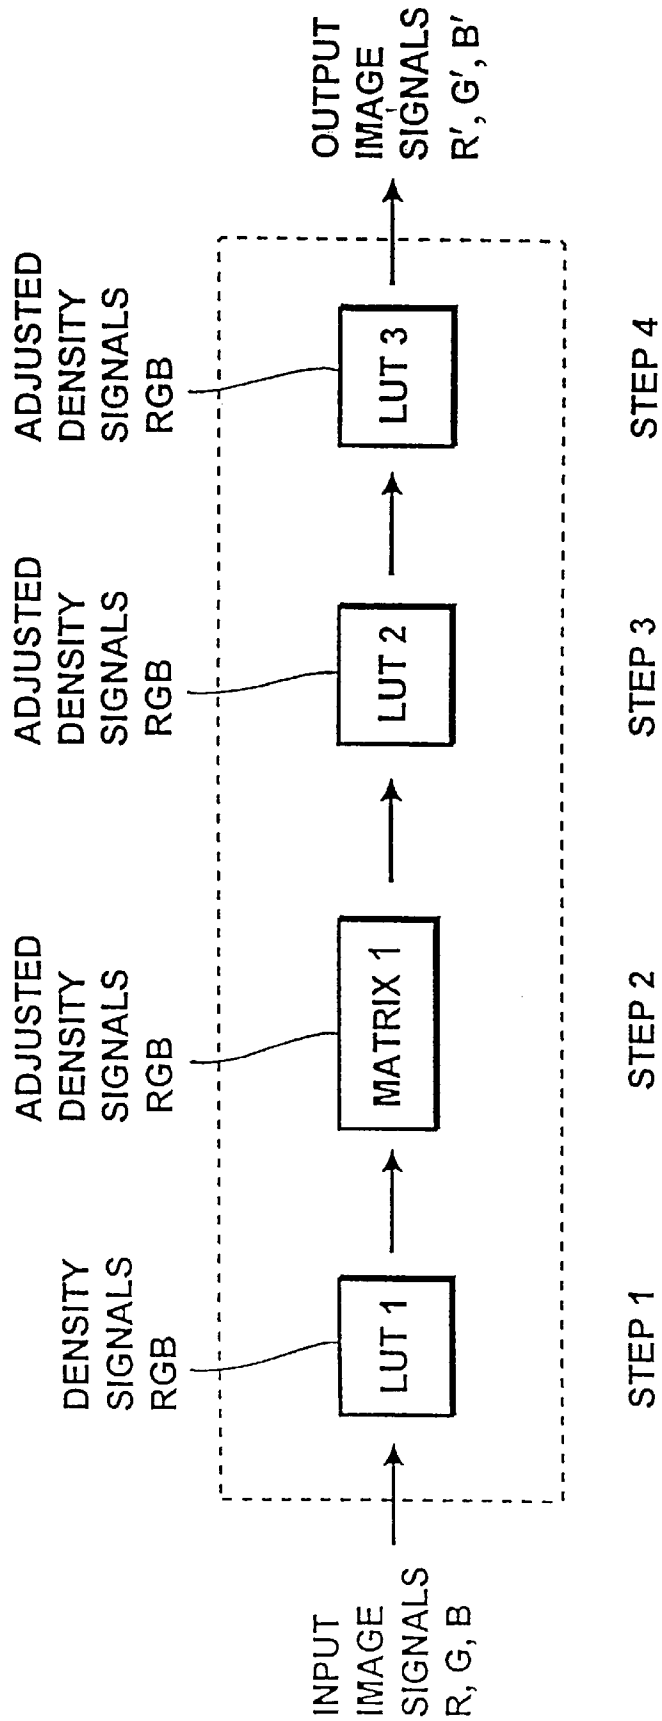 INPUT
IMAGE
SIGNALS
R, G, B
DENSITY
SIGNALS
RGB
LUT 1
STEP 1
ADJUSTED
DENSITY
SIGNALS
RGB
MATRIX 1
STEP 2
ADJUSTED
DENSITY
SIGNALS
RGB
LUT 2
STEP 3
ADJUSTED
DENSITY
SIGNALS
RGB
LUT 3
STEP 4
OUTPUT
IMAGE
SIGNALS
R', G', B'